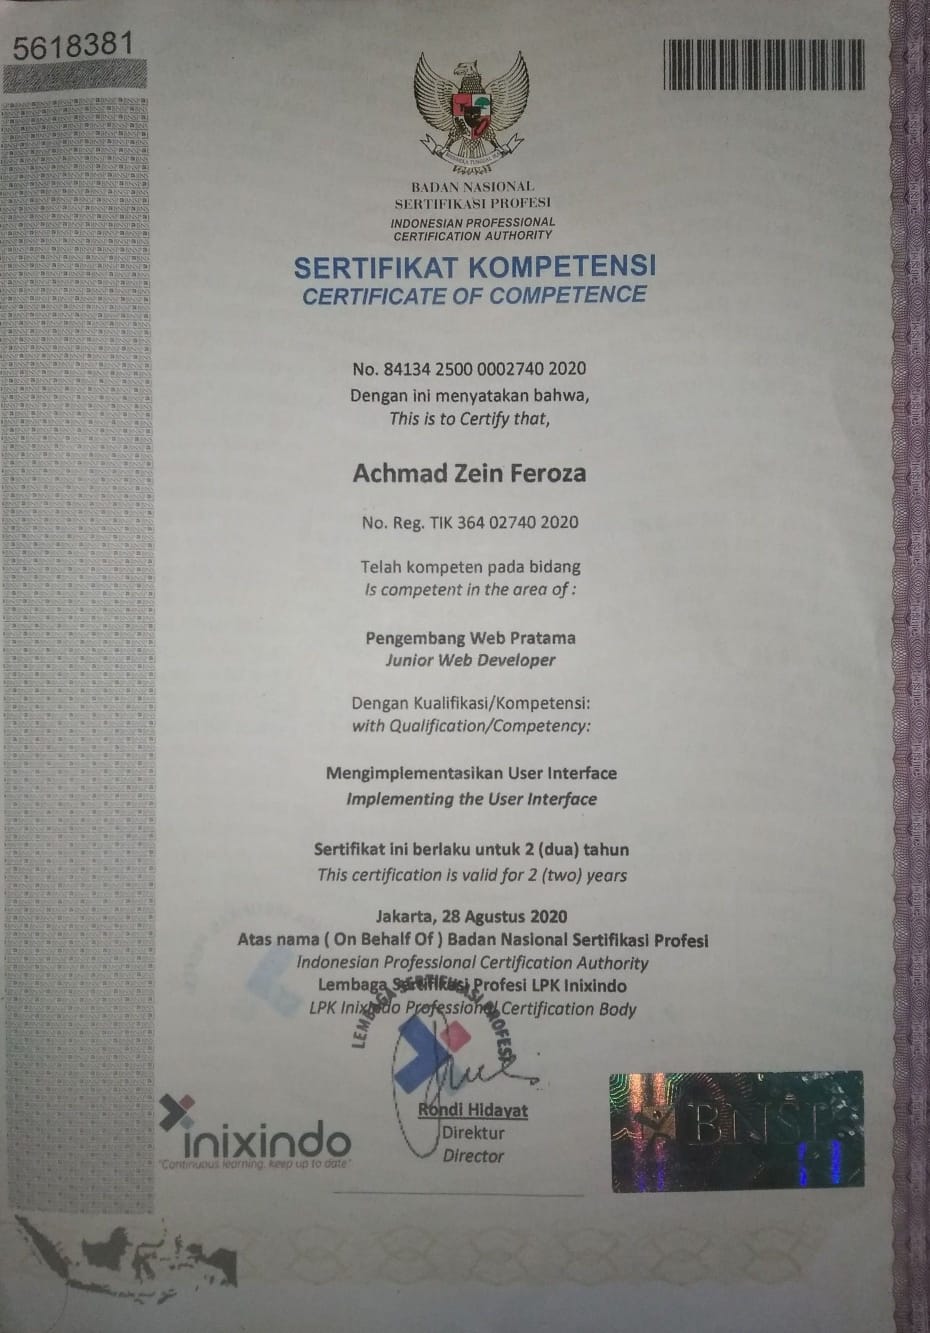 5618381
BADAN NASIONAL
SERTIFIKASI PROFESI
INDONESIAN PROFESSIONAL
CERTIFICATION AUTHORITY
SERTIFIKAT KOMPETENSI
CERTIFICATE OF COMPETENCE
No. 84134 2500 0002740 2020
Dengan ini menyatakan bahwa,
This is to Certify that,
Achmad Zein Feroza
No. Reg. TIK 364 02740 2020
Telah kompeten pada bidang
Is competent in the area of :
Pengembang Web Pratama
Junior Web Developer
Dengan Kualifikasi/Kompetensi:
with Qualification/Competency:
Mengimplementasikan User Interface
Implementing the User Interface
Sertifikat ini berlaku untuk 2 (dua) tahun
This certification is valid for 2 (two) years
Jakarta, 28 Agustus 2020
Atas nama ( On Behalf Of ) Badan Nasional Sertifikasi Profesi
Indonesian Professional Certification Authority
Lembaga Sertifikasi Profesi LPK Inixindo
LPK Inixindo Professional Certification Body
LEMBAGA SERTIFIKASI PROFESI
Rondi Hidayat
Direktur
Director
inixindo
"Continuous learning, keep up to date"
BNSP